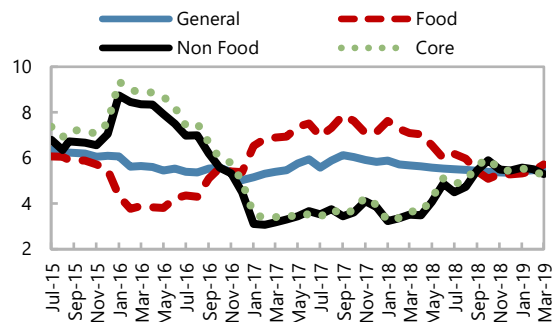 General Food
Non Food Core
10
8
6
4
2
Jul-15 Sep-15 Nov-15 Jan-16 Mar-16 May-16 Jul-16 Sep-16 Nov-16 Jan-17 Mar-17 May-17 Jul-17 Sep-17 Nov-17 Jan-18 Mar-18 May-18 Jul-18 Sep-18 Nov-18 Jan-19 Mar-19